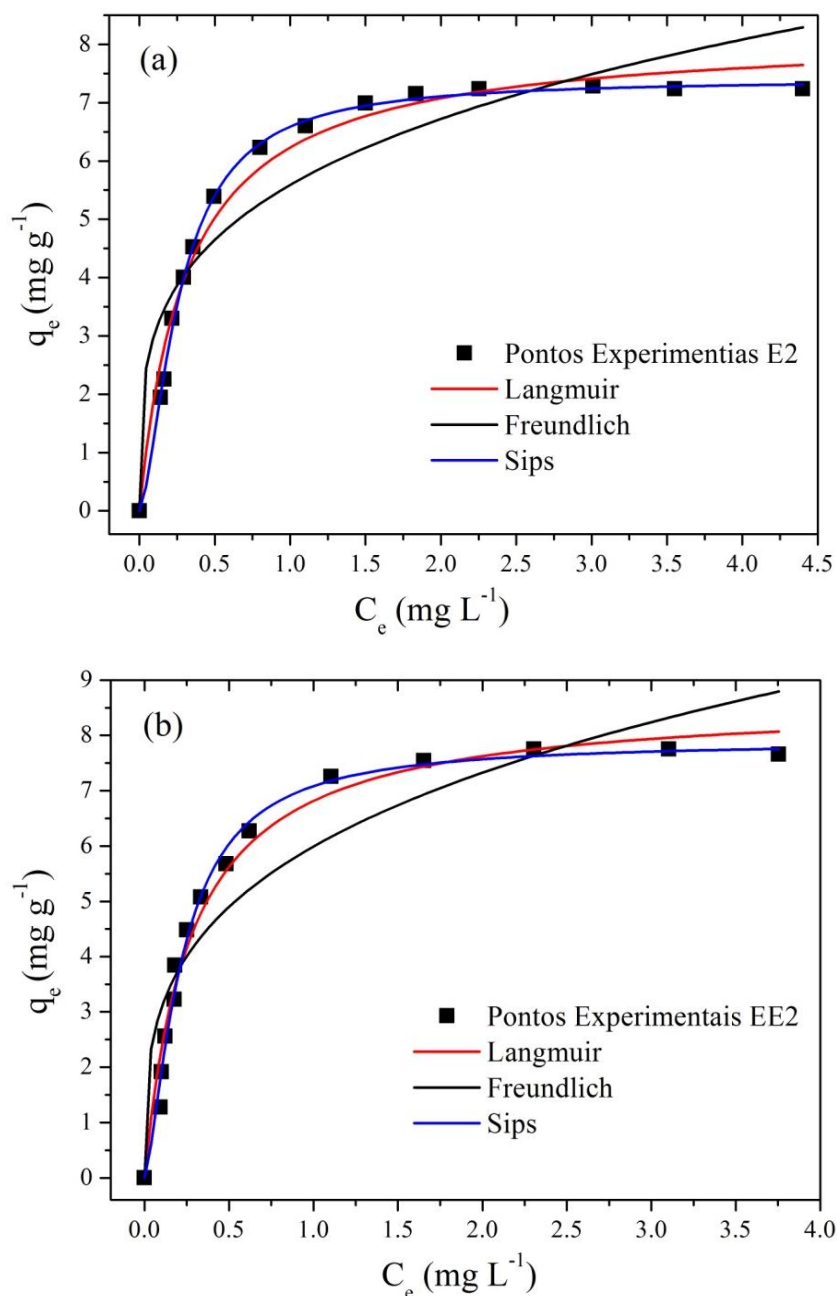 (a)
8
7
6
5
4
3
2
1
0
qₑ (mg g⁻¹)
Pontos Experimentias E2
Langmuir
Freundlich
Sips
0.0 0.5 1.0 1.5 2.0 2.5 3.0 3.5 4.0 4.5
Cₑ (mg L⁻¹)
(b)
9
8
7
6
5
4
3
2
1
0
qₑ (mg g⁻¹)
Pontos Experimentais EE2
Langmuir
Freundlich
Sips
0.0 0.5 1.0 1.5 2.0 2.5 3.0 3.5 4.0
Cₑ (mg L⁻¹)